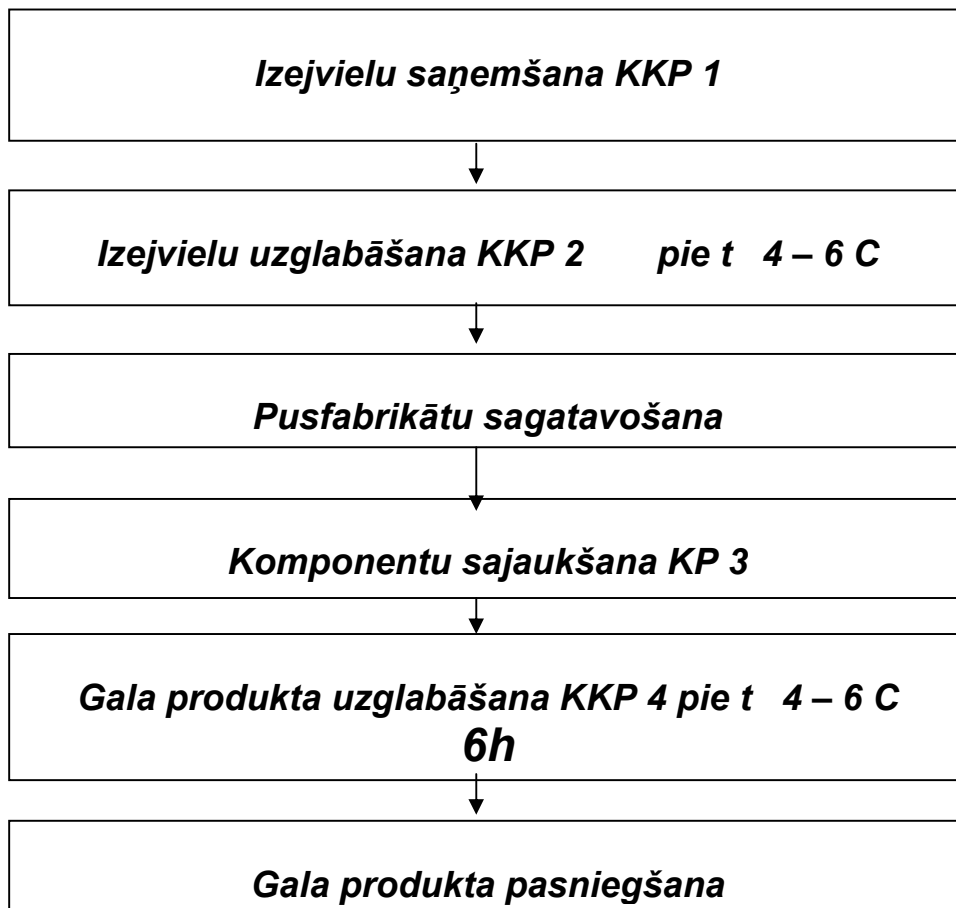 Izejvielu saņemšana KKP 1
Izejvielu uzglabāšana KKP 2 pie t 4 – 6 C
Pusfabrikātu sagatavošana
Komponentu sajaukšana KP 3
Gala produkta uzglabāšana KKP 4 pie t 4 – 6 C
6h
Gala produkta pasniegšana